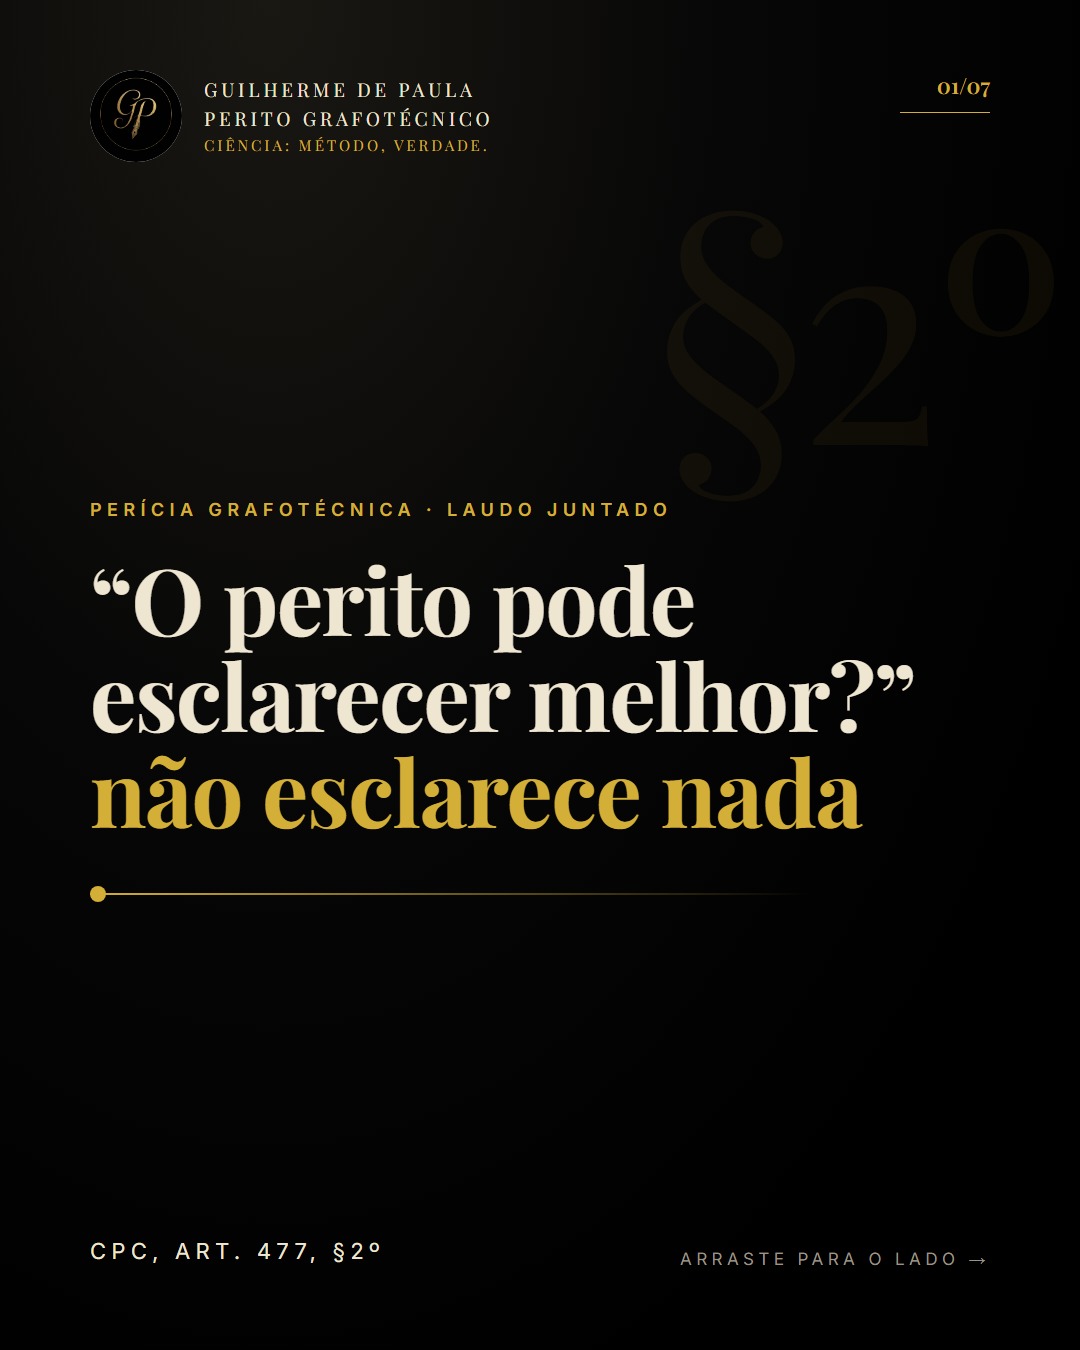 GP
GUILHERME DE PAULA
PERITO GRAFOTÉCNICO
CIÊNCIA: MÉTODO, VERDADE.
01/07
§2º
PERÍCIA GRAFOTÉCNICA · LAUDO JUNTADO
“O perito pode
esclarecer melhor?”
não esclarece nada
CPC, ART. 477, §2º
ARRASTE PARA O LADO →